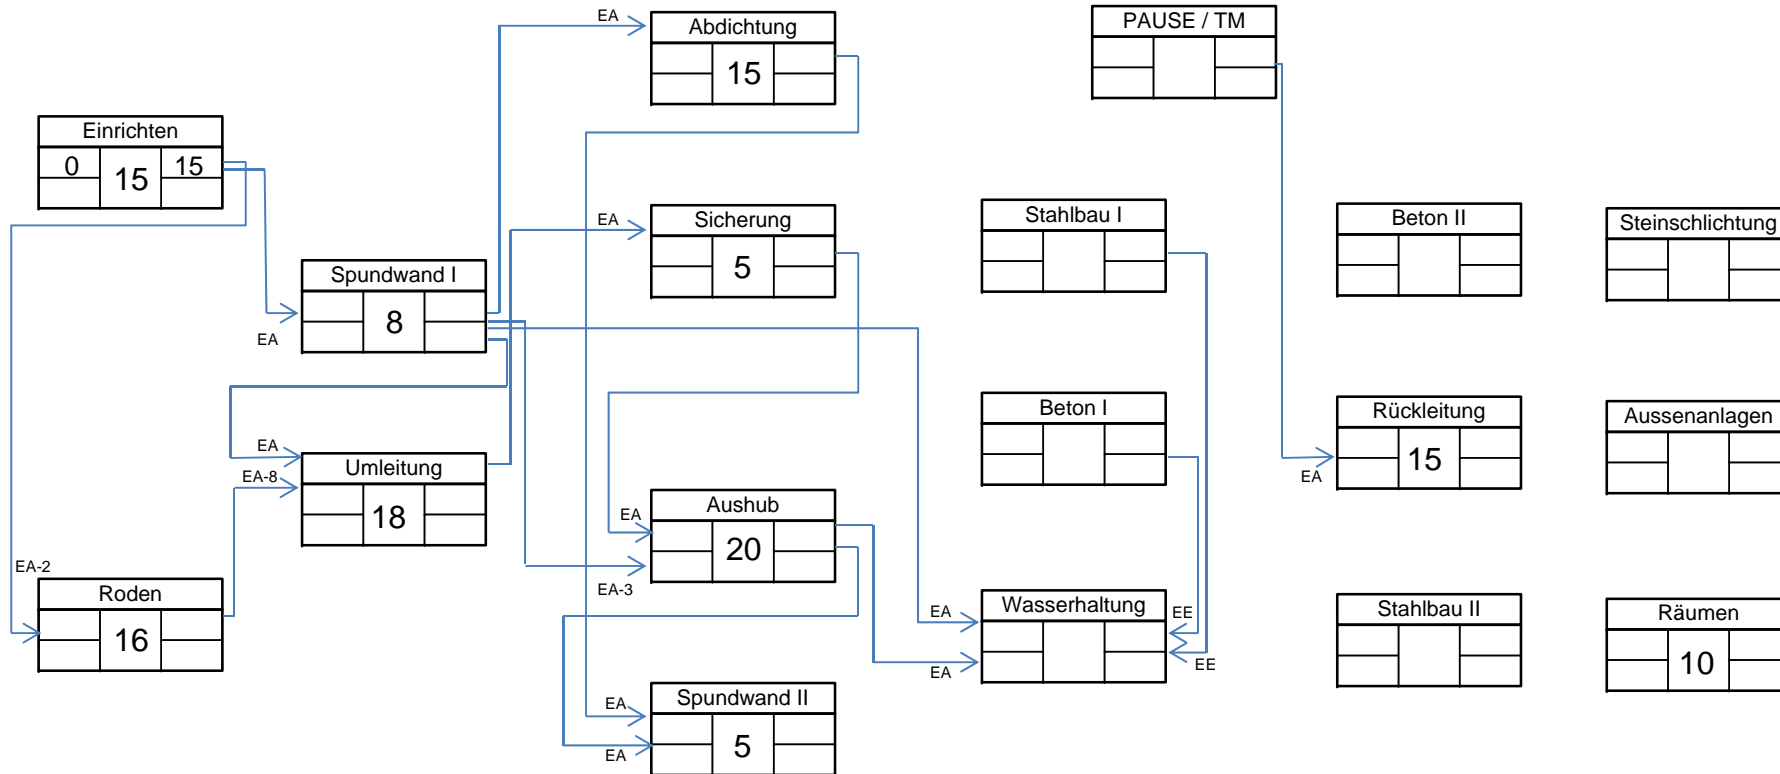 EA
Abdichtung
15
PAUSE / TM
Einrichten
0
15
15
EA
Sicherung
5
Stahlbau I
Beton II
Steinschlichtung
Spundwand I
8
EA
EA
Umleitung
18
EA-8
Beton I
Rückleitung
15
EA
Aussenanlagen
EA
Aushub
20
EA-3
EA-2
Roden
16
Wasserhaltung
EA
EE
EA
EE
Stahlbau II
Räumen
10
Spundwand II
5
EA
EA